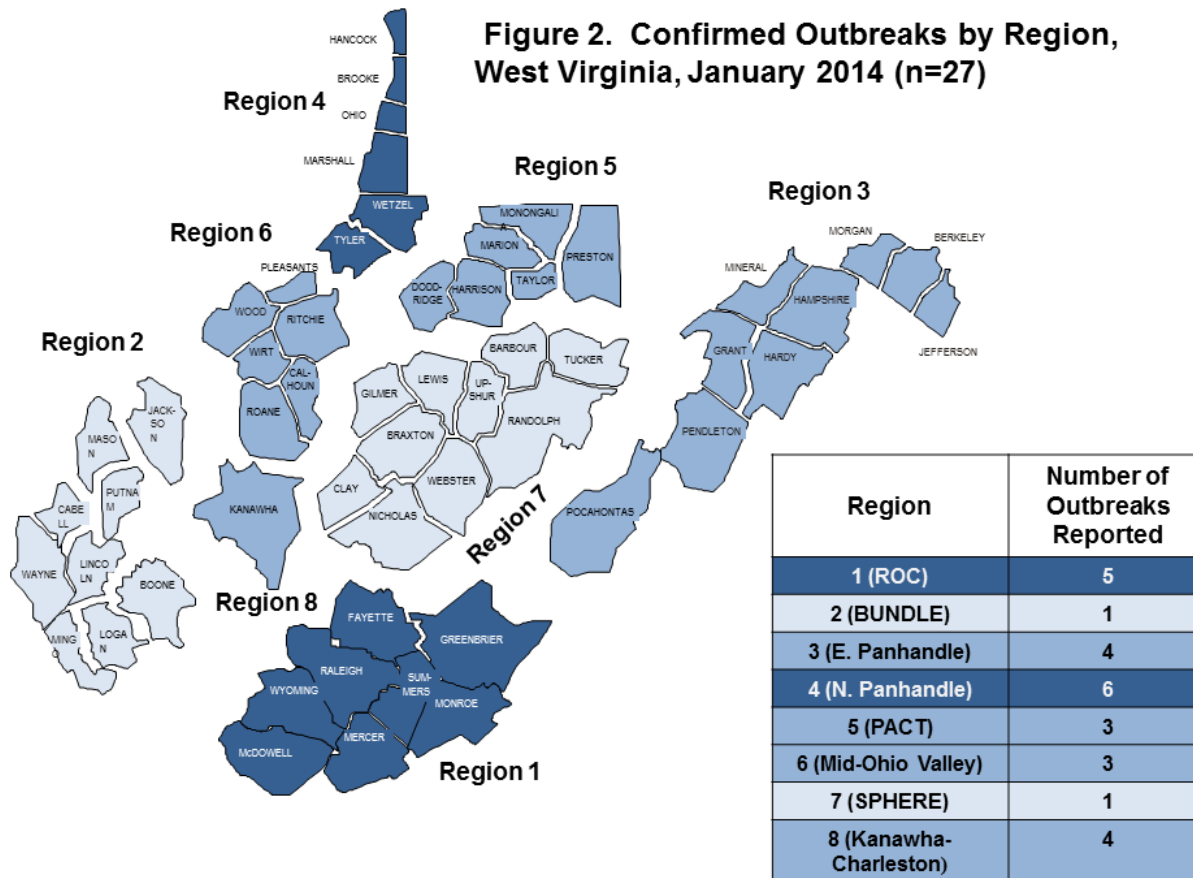 Figure 2. Confirmed Outbreaks by Region,
West Virginia, January 2014 (n=27)
HANCOCK
BROOKE
Region 4
OHIO
MARSHALL
WETZEL
TYLER
Region 5
MONONGALI
A
MARION
PRESTON
TAYLOR
DODD-
RIDGE
HARRISON
Region 3
MORGAN
BERKELEY
MINERAL
HAMPSHIRE
GRANT
HARDY
JEFFERSON
PENDLETON
POCAHONTAS
Region 6
PLEASANTS
WOOD
RITCHIE
WIRT
CAL-
HOUN
ROANE
Region 2
JACK-
SO
N
MASO
N
PUTNA
M
CABE
LL
WAYNE
LINCO
LN
BOONE
LOGA
N
MING
O
BARBOUR
TUCKER
LEWIS
UP-
SHUR
GILMER
RANDOLPH
BRAXTON
WEBSTER
CLAY
NICHOLAS
Region 7
KANAWHA
Region 8
FAYETTE
GREENBRIER
RALEIGH
SUM-
MERS
WYOMING
MONROE
MERCER
McDOWELL
Region 1
Region
Number of
Outbreaks
Reported
1 (ROC) 5
2 (BUNDLE) 1
3 (E. Panhandle) 4
4 (N. Panhandle) 6
5 (PACT) 3
6 (Mid-Ohio Valley) 3
7 (SPHERE) 1
8 (Kanawha- 4
Charleston)